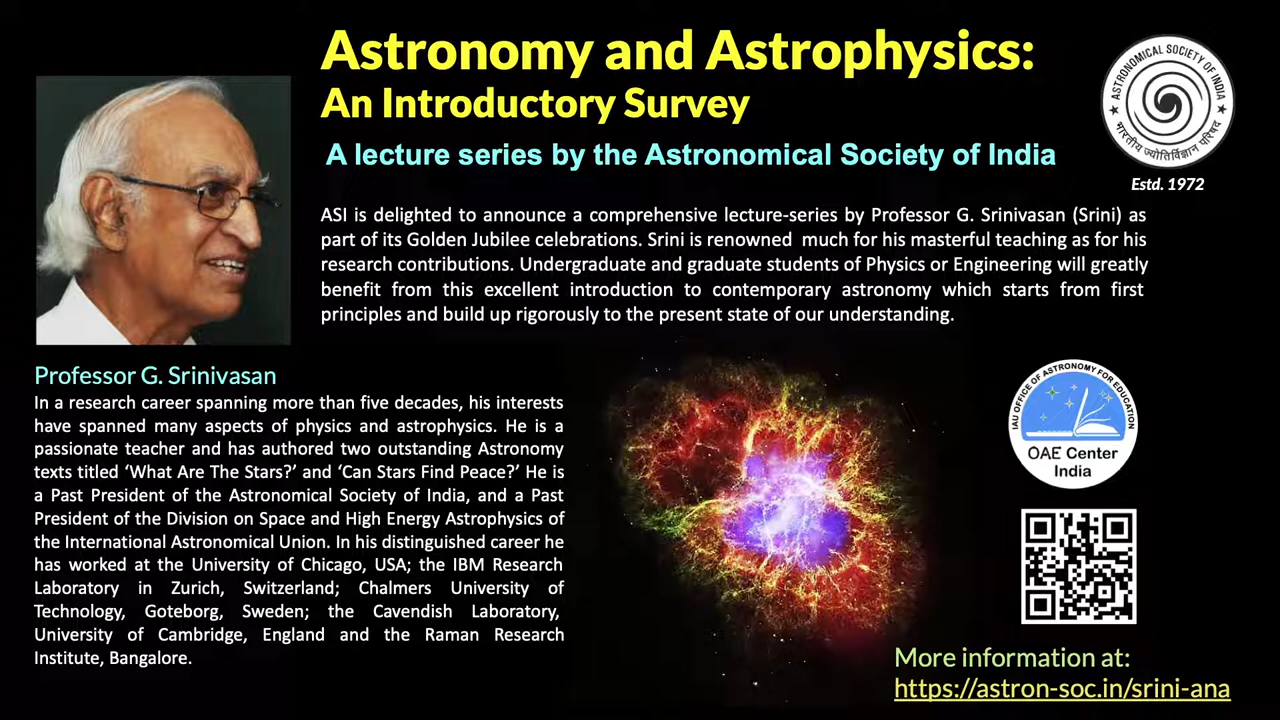 Astronomy and Astrophysics:
An Introductory Survey
A lecture series by the Astronomical Society of India
★ ASTRONOMICAL SOCIETY OF INDIA ★
भारतीय ज्योतिर्विज्ञान परिषद
Estd. 1972
ASI is delighted to announce a comprehensive lecture-series by Professor G. Srinivasan (Srini) as
part of its Golden Jubilee celebrations. Srini is renowned  much for his masterful teaching as for his
research contributions. Undergraduate and graduate students of Physics or Engineering will greatly
benefit from this excellent introduction to contemporary astronomy which starts from first
principles and build up rigorously to the present state of our understanding.
Professor G. Srinivasan
In a research career spanning more than five decades, his interests
have spanned many aspects of physics and astrophysics. He is a
passionate teacher and has authored two outstanding Astronomy
texts titled ‘What Are The Stars?’ and ‘Can Stars Find Peace?’ He is
a Past President of the Astronomical Society of India, and a Past
President of the Division on Space and High Energy Astrophysics of
the International Astronomical Union. In his distinguished career he
has worked at the University of Chicago, USA; the IBM Research
Laboratory in Zurich, Switzerland; Chalmers University of
Technology, Goteborg, Sweden; the Cavendish Laboratory,
University of Cambridge, England and the Raman Research
Institute, Bangalore.
IAU OFFICE OF ASTRONOMY FOR EDUCATION
OAE Center
India
More information at:
https://astron-soc.in/srini-ana